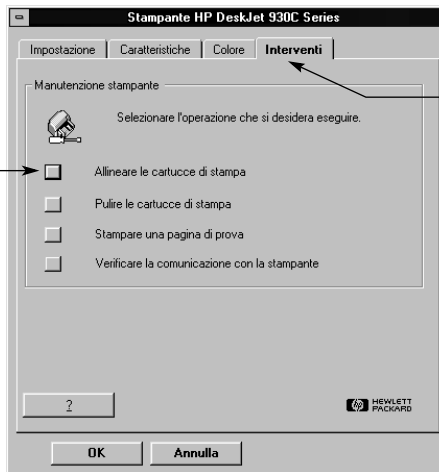 Stampante HP DeskJet 930C Series
Impostazione Caratteristiche Colore Interventi
Manutenzione stampante
Selezionare l'operazione che si desidera eseguire.
Allineare le cartucce di stampa
Pulire le cartucce di stampa
Stampare una pagina di prova
Verificare la comunicazione con la stampante
?
hp HEWLETT
PACKARD
OK Annulla